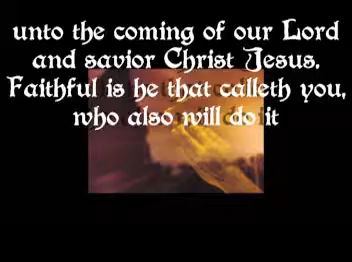 unto the coming of our Lord
and savior Christ Jesus.
Faithful is he that calleth you,
who also will do it